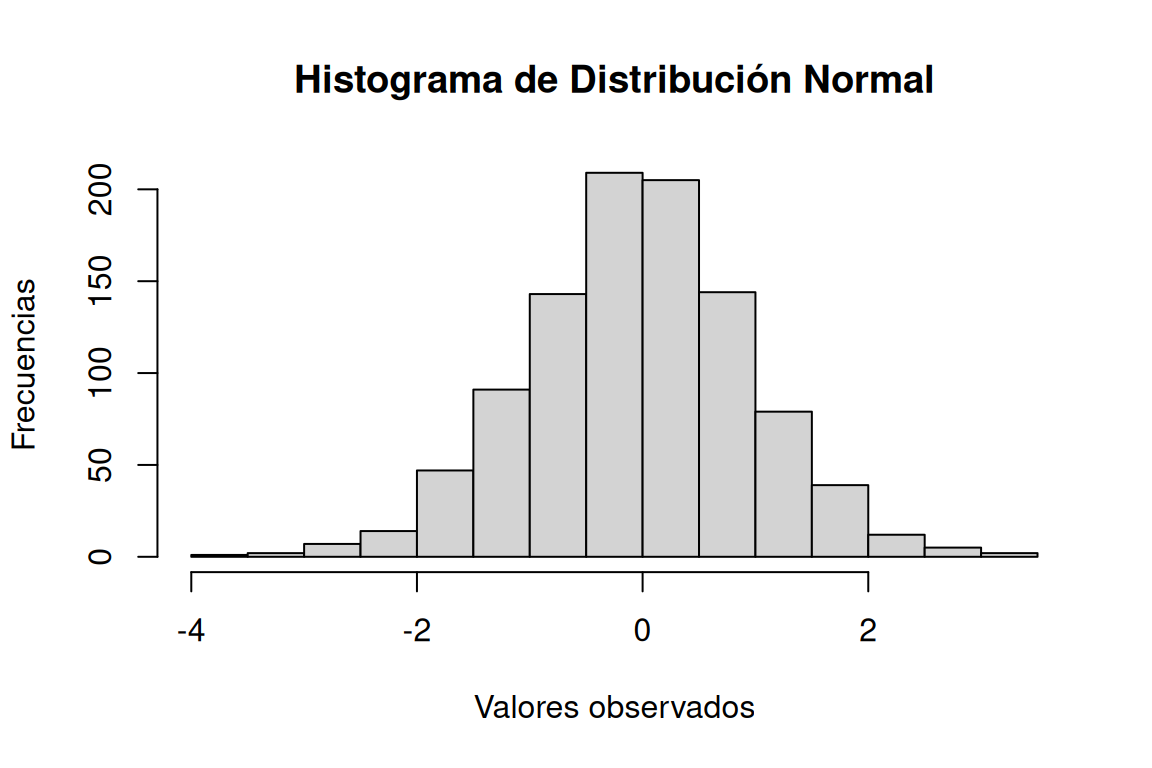 Histograma de Distribución Normal
Frecuencias
200
150
100
50
0
-4 -2 0 2
Valores observados